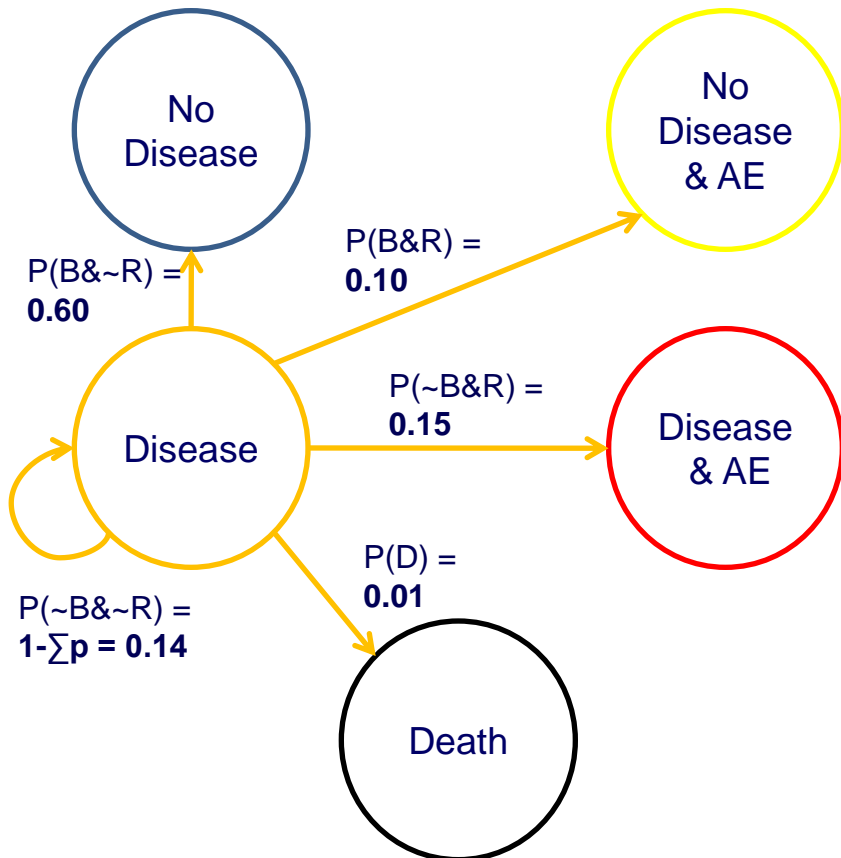 No
Disease
No
Disease
& AE
P(B&~R) =
0.60
P(B&R) =
0.10
P(~B&R) =
0.15
Disease
Disease
& AE
P(D) =
0.01
P(~B&~R) =
1-∑p = 0.14
Death